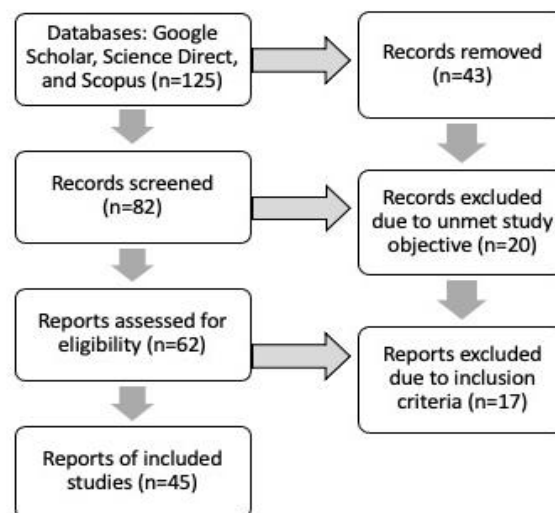 Databases: Google
Scholar, Science Direct,
and Scopus (n=125)
Records removed
(n=43)
Records screened
(n=82)
Records excluded
due to unmet study
objective (n=20)
Reports assessed for
eligibility (n=62)
Reports excluded
due to inclusion
criteria (n=17)
Reports of included
studies (n=45)